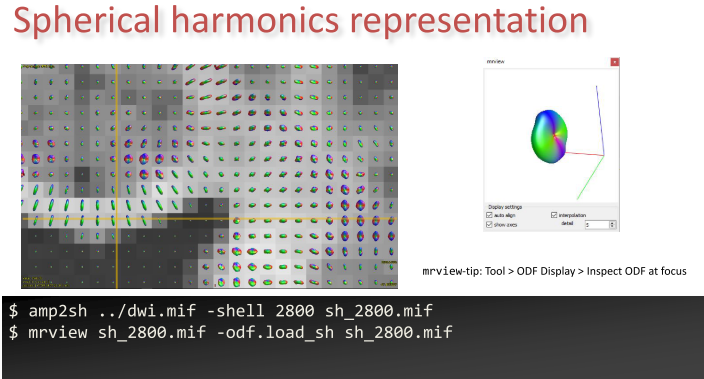 Spherical harmonics representation
mrview
Display settings
auto align
interpolation
show axes
detail
5
mrview-tip: Tool > ODF Display > Inspect ODF at focus
$ amp2sh ../dwi.mif -shell 2800 sh_2800.mif
$ mrview sh_2800.mif -odf.load_sh sh_2800.mif